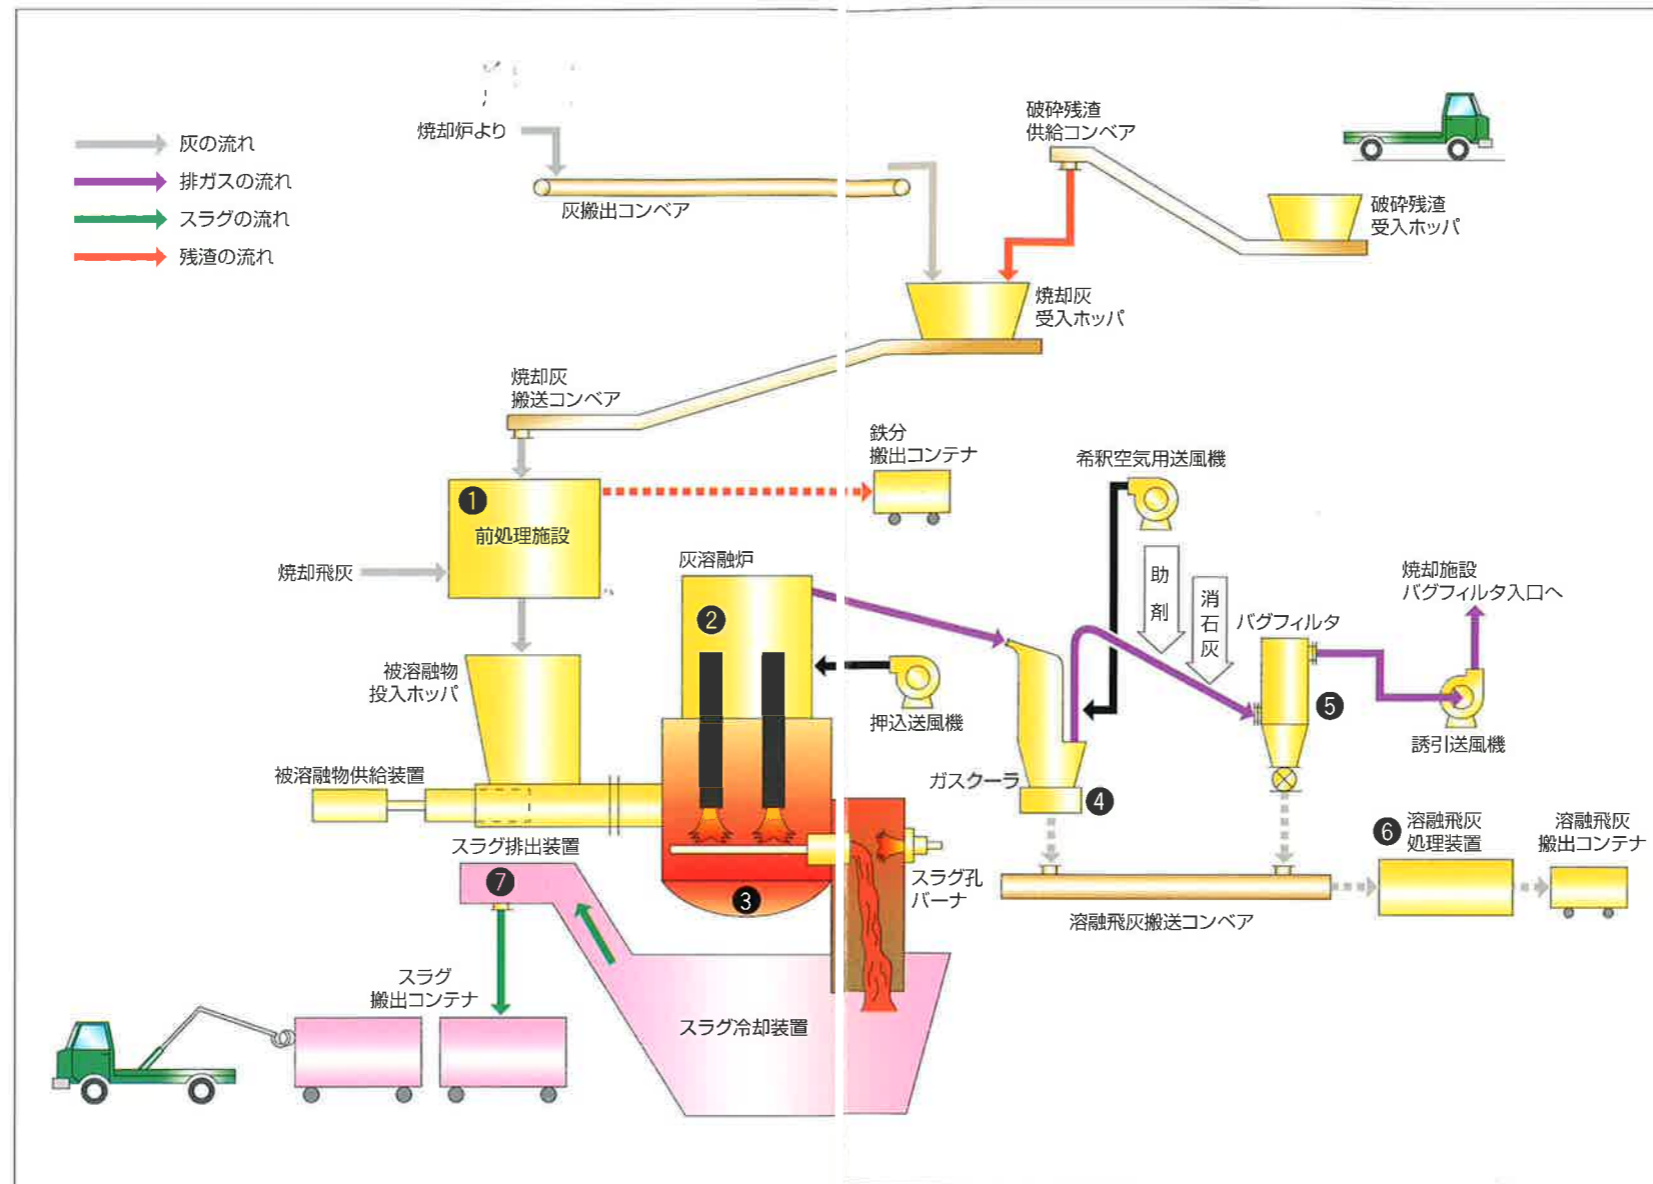 灰の流れ
排ガスの流れ
スラグの流れ
残渣の流れ
焼却炉より
灰搬出コンベア
破砕残渣
供給コンベア
破砕残渣
受入ホッパ
焼却灰
受入ホッパ
焼却灰
搬送コンベア
鉄分
搬出コンテナ
希釈空気用送風機
1
前処理施設
焼却飛灰
灰溶融炉
2
助剤
消石灰
バグフィルタ
焼却施設
バグフィルタ入口へ
被溶融物
投入ホッパ
押込送風機
5
誘引送風機
被溶融物供給装置
ガスクーラ
4
スラグ排出装置
7
3
スラグ孔
バーナ
6
溶融飛灰
処理装置
溶融飛灰
搬出コンテナ
溶融飛灰搬送コンベア
スラグ
搬出コンテナ
スラグ冷却装置